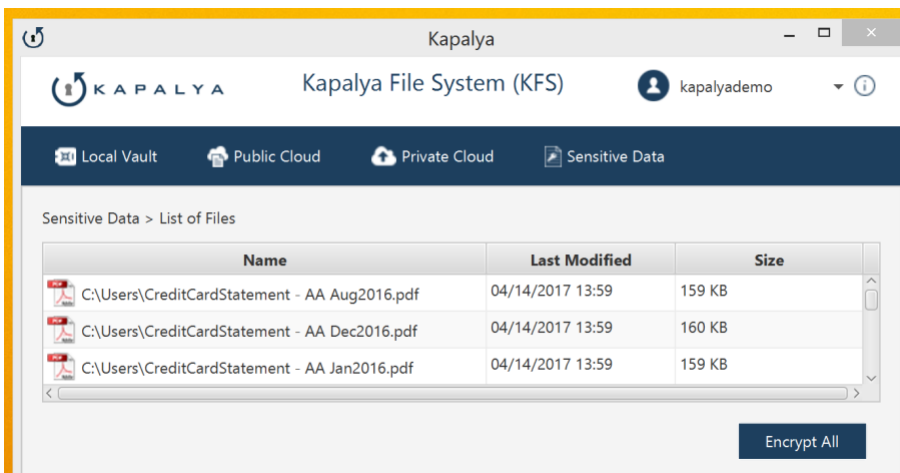 Kapalya
KAPALYA Kapalya File System (KFS) kapalyademo
Local Vault Public Cloud Private Cloud Sensitive Data
Sensitive Data > List of Files
Name Last Modified Size
C:\Users\CreditCardStatement - AA Aug2016.pdf 04/14/2017 13:59 159 KB
C:\Users\CreditCardStatement - AA Dec2016.pdf 04/14/2017 13:59 160 KB
C:\Users\CreditCardStatement - AA Jan2016.pdf 04/14/2017 13:59 159 KB
Encrypt All